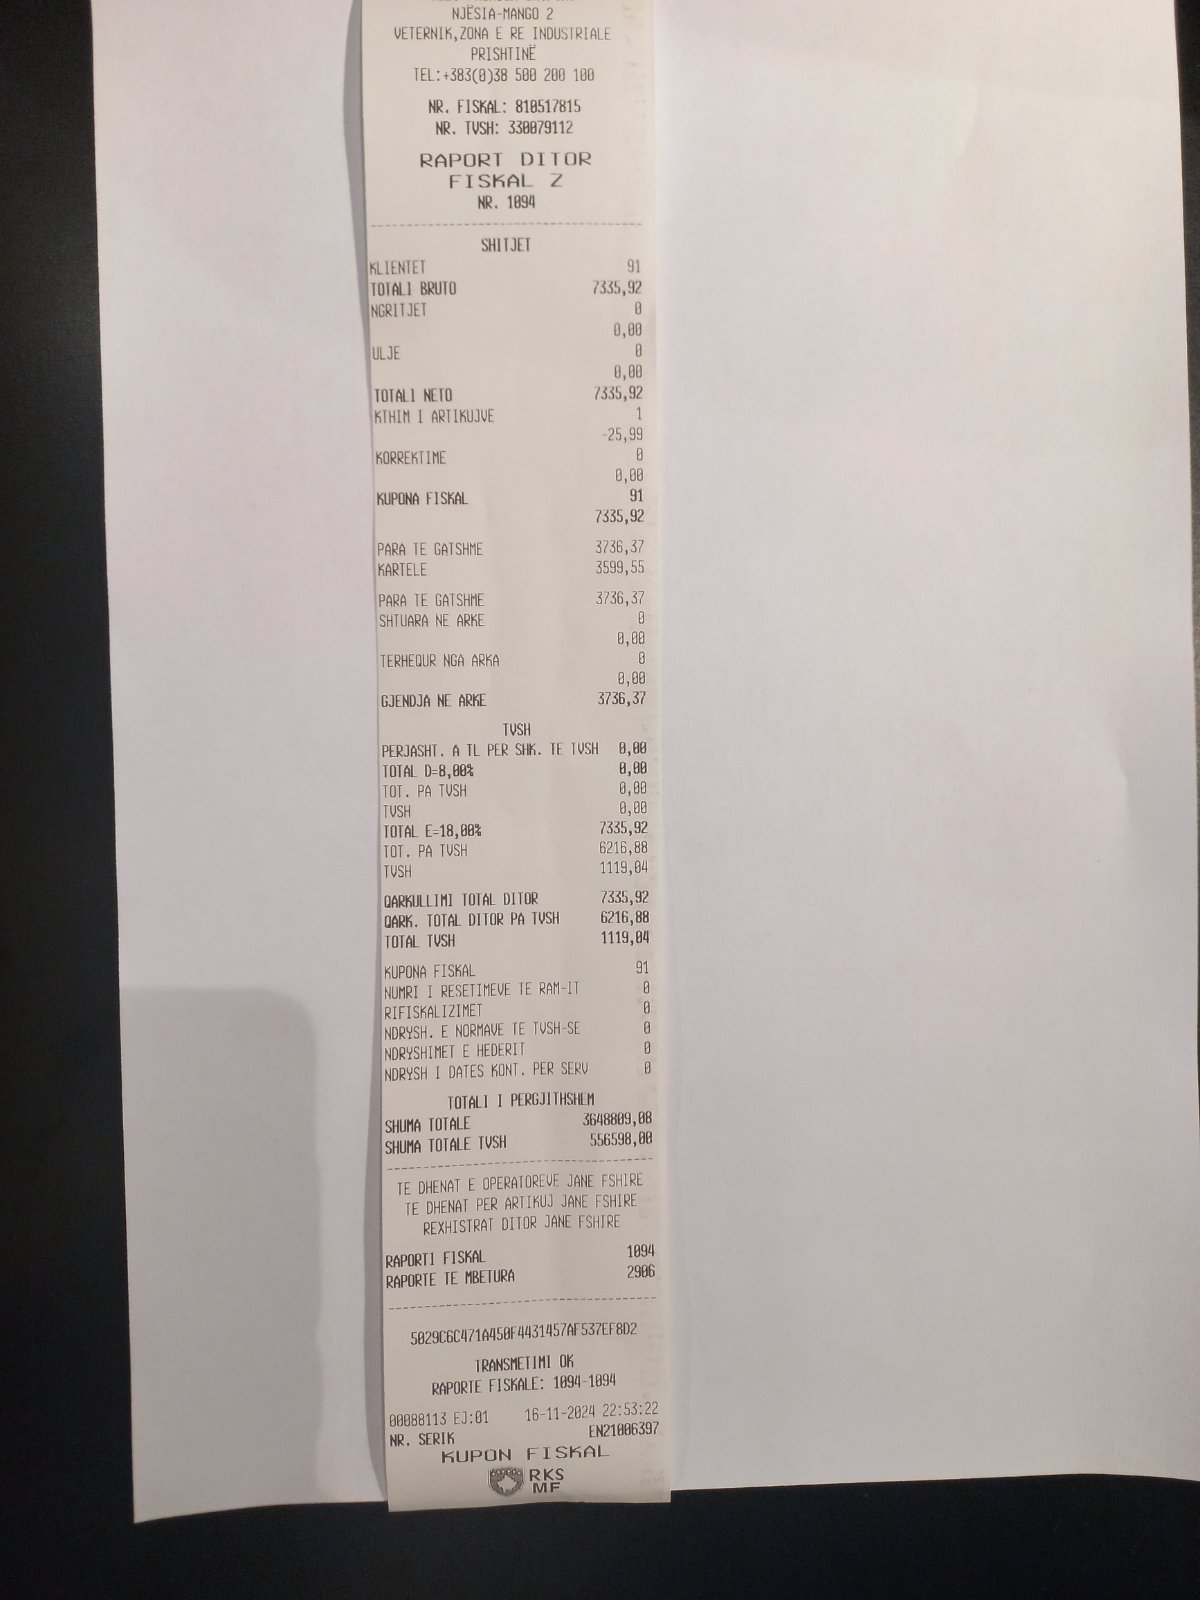 NJËSIA-MANGO 2
VETERNIK,ZONA E RE INDUSTRIALE
PRISHTINË
TEL:+383(0)38 500 200 100
NR. FISKAL: 810517815
NR. TVSH: 330079112
RAPORT DITOR
FISKAL Z
NR. 1094
SHITJET
KLIENTET 91
TOTALI BRUTO 7335,92
NGRITJET 0
0,00
ULJE 0
0,00
TOTALI NETO 7335,92
KTHIM I ARTIKUJVE 1
-25,99
KORREKTIME 0
0,00
KUPONA FISKAL 91
7335,92
PARA TE GATSHME 3736,37
KARTELE 3599,55
PARA TE GATSHME 3736,37
SHTUARA NE ARKE 0
0,00
TERHEQUR NGA ARKA 0
0,00
GJENDJA NE ARKE 3736,37
TVSH
PERJASHT. A TL PER SHK. TE TVSH 0,00
TOTAL D=8,00% 0,00
TOT. PA TVSH 0,00
TVSH 0,00
TOTAL E=18,00% 7335,92
TOT. PA TVSH 6216,88
TVSH 1119,04
QARKULLIMI TOTAL DITOR 7335,92
QARK. TOTAL DITOR PA TVSH 6216,88
TOTAL TVSH 1119,04
KUPONA FISKAL 91
NUMRI I RESETIMEVE TE RAM-IT 0
RIFISKALIZIMET 0
NDRYSH. E NORMAVE TE TVSH-SE 0
NDRYSHIMET E HEDERIT 0
NDRYSH I DATES KONT. PER SERV 0
TOTALI I PERGJITHSHEM
SHUMA TOTALE 3648809,08
SHUMA TOTALE TVSH 556598,00
TE DHENAT E OPERATOREVE JANE FSHIRE
TE DHENAT PER ARTIKUJ JANE FSHIRE
REXHISTRAT DITOR JANE FSHIRE
RAPORTI FISKAL 1094
RAPORTE TE MBETURA 2906
5029C6C471A450F4431457AF537EF8D2
TRANSMETIMI OK
RAPORTE FISKALE: 1094-1094
00088113 EJ:01 16-11-2024 22:53:22
NR. SERIK EN21006397
KUPON FISKAL
RKS
MF